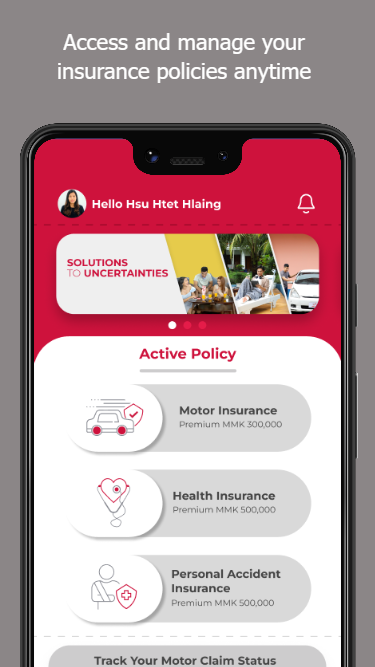 Access and manage your
insurance policies anytime
Hello Hsu Htet Hlaing
SOLUTIONS
TO UNCERTAINTIES
Active Policy
Motor Insurance
Premium MMK 300,000
Health Insurance
Premium MMK 500,000
Personal Accident
Insurance
Premium MMK 500,000
Track Your Motor Claim Status